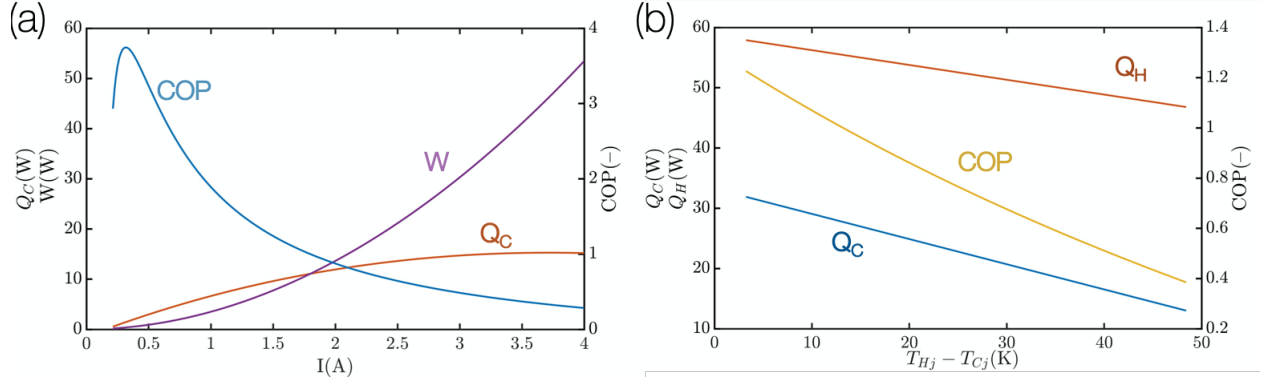 (a)
60
50
40
30
20
10
0
Q_C(W)
W(W)
COP
W
Q_C
4
3
2
1
0
COP(−)
0 0.5 1 1.5 2 2.5 3 3.5 4
I(A)
(b)
60
50
40
30
20
10
Q_C(W)
Q_H(W)
Q_H
COP
Q_C
1.4
1.2
1
0.8
0.6
0.4
0.2
COP(−)
0 10 20 30 40 50
T_Hj − T_Cj(K)